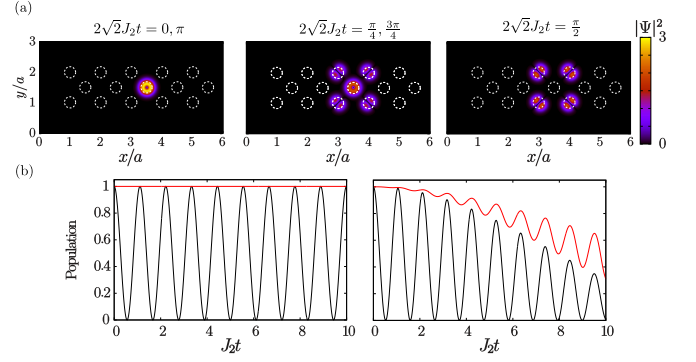 (a)
2√2J₂t = 0, π
2√2J₂t = π/4, 3π/4
2√2J₂t = π/2
|Ψ|²
3
0
y/a
3
2
1
0
0 1 2 3 4 5 6
x/a
0 1 2 3 4 5 6
x/a
0 1 2 3 4 5 6
x/a
(b)
Population
1
0.8
0.6
0.4
0.2
0
0 2 4 6 8 10
J₂t
0 2 4 6 8 10
J₂t